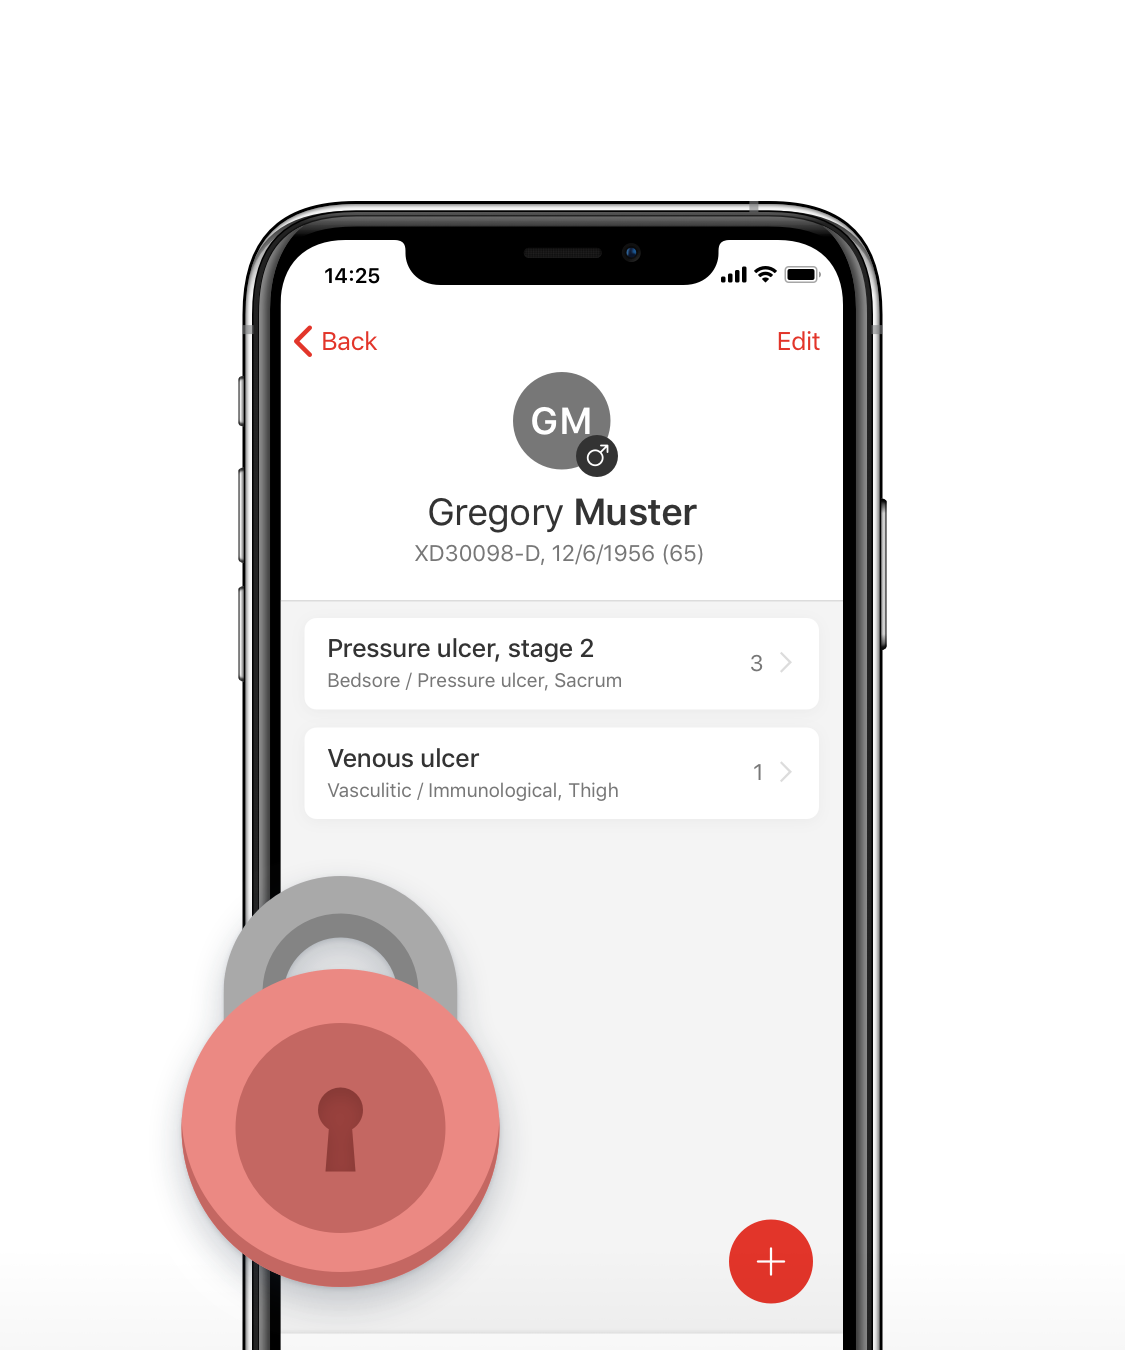 14:25
Back
Edit
GM
Gregory Muster
XD30098-D, 12/6/1956 (65)
Pressure ulcer, stage 2
3
Bedsore / Pressure ulcer, Sacrum
Venous ulcer
1
Vasculitic / Immunological, Thigh